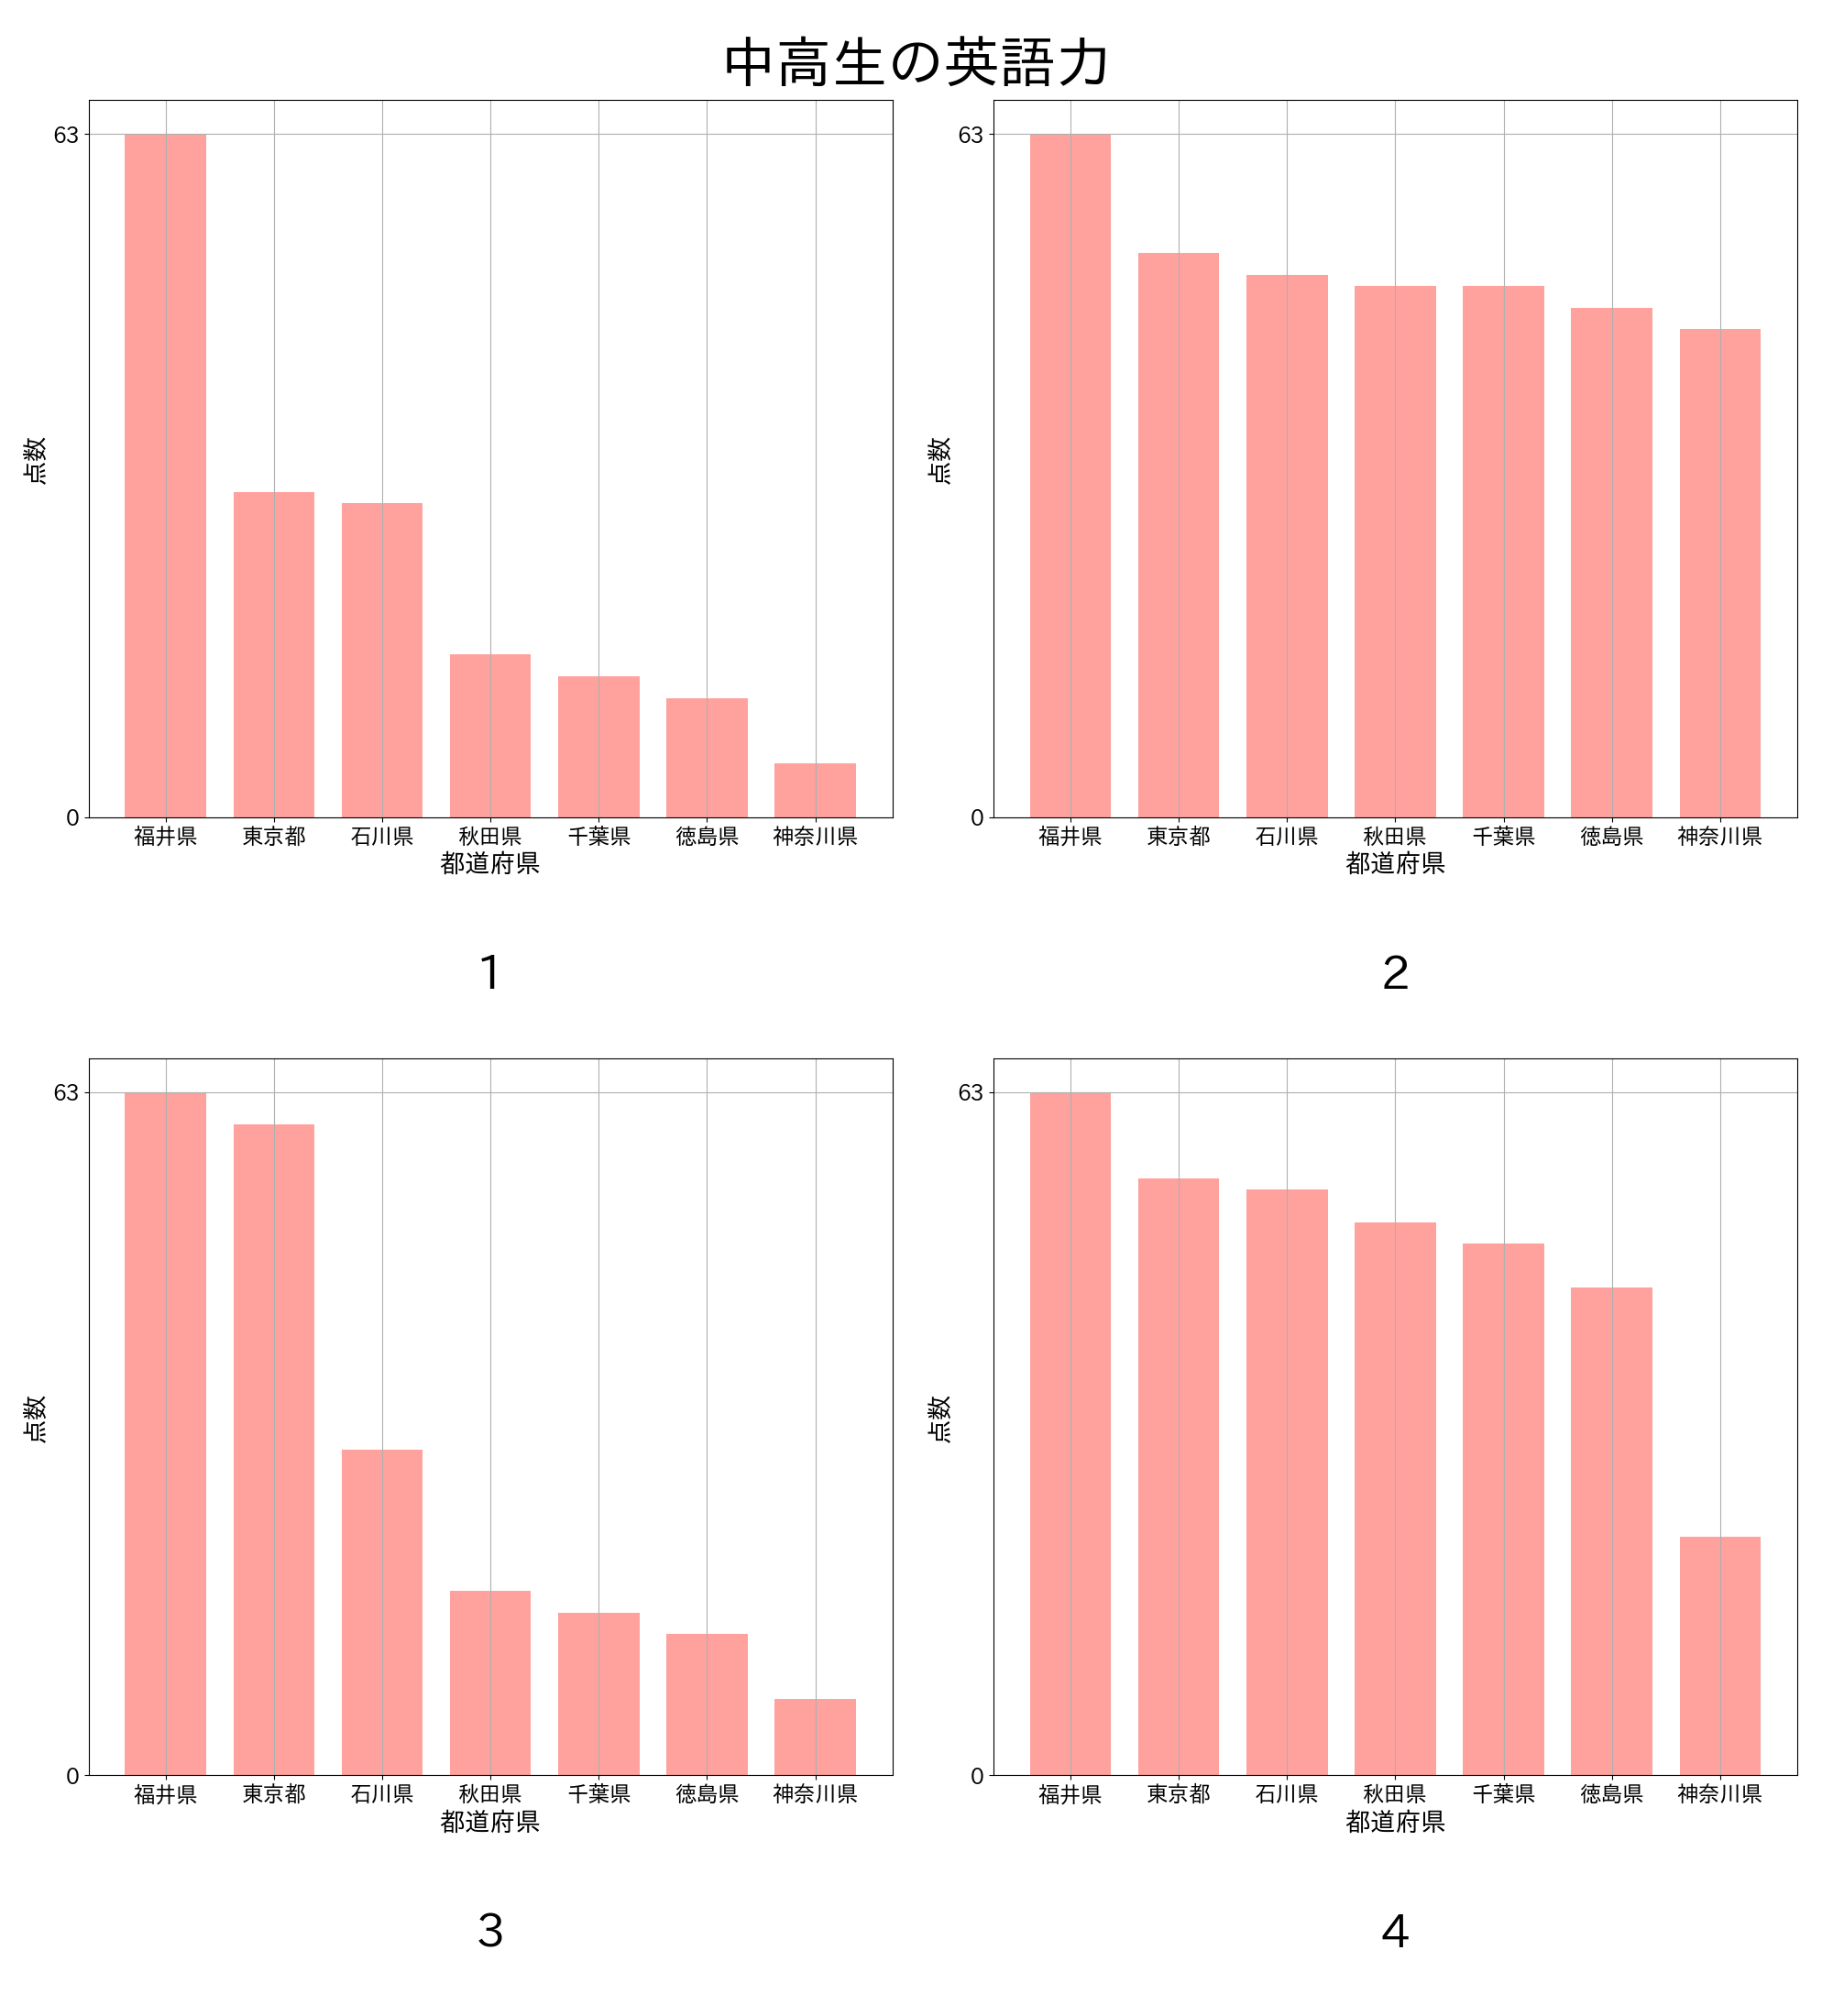 中高生の英語力
63
点数
0
福井県 東京都 石川県 秋田県 千葉県 徳島県 神奈川県
都道府県
1
63
点数
0
福井県 東京都 石川県 秋田県 千葉県 徳島県 神奈川県
都道府県
2
63
点数
0
福井県 東京都 石川県 秋田県 千葉県 徳島県 神奈川県
都道府県
3
63
点数
0
福井県 東京都 石川県 秋田県 千葉県 徳島県 神奈川県
都道府県
4